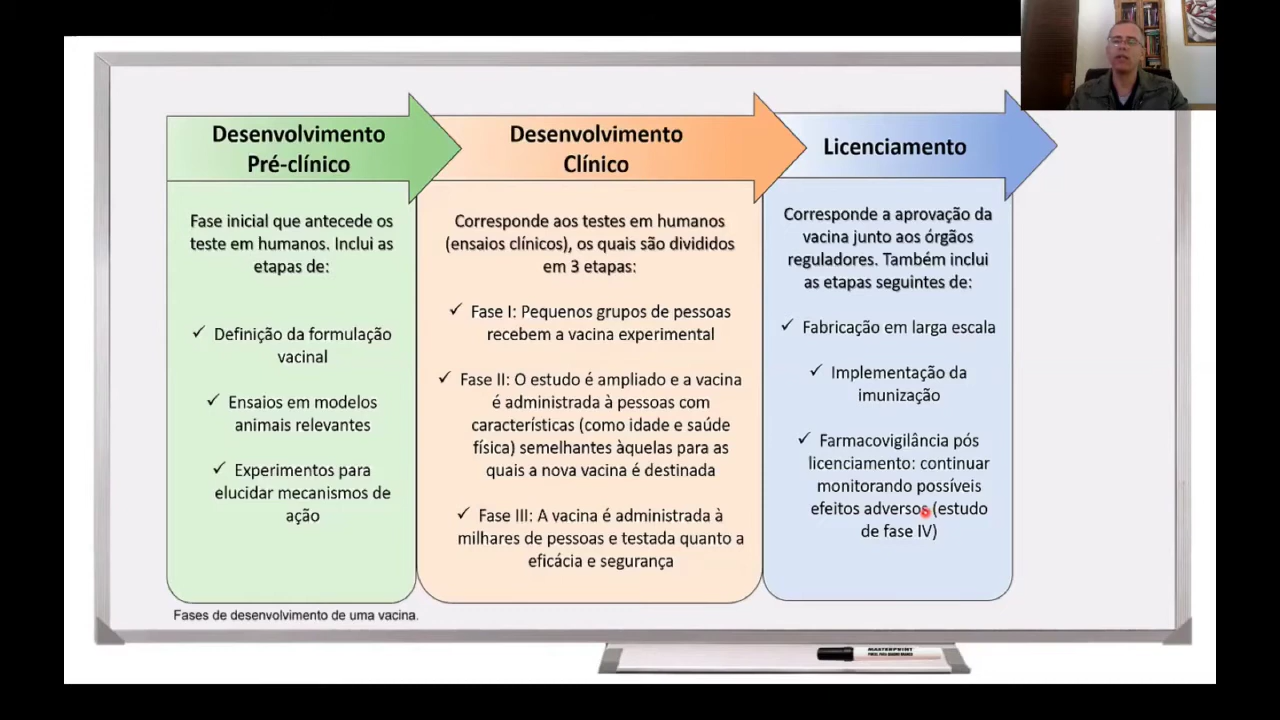 Desenvolvimento
Pré-clínico
Fase inicial que antecede os
teste em humanos. Inclui as
etapas de:
✓ Definição da formulação
vacinal
✓ Ensaios em modelos
animais relevantes
✓ Experimentos para
elucidar mecanismos de
ação
Desenvolvimento
Clínico
Corresponde aos testes em humanos
(ensaios clínicos), os quais são divididos
em 3 etapas:
✓ Fase I: Pequenos grupos de pessoas
recebem a vacina experimental
✓ Fase II: O estudo é ampliado e a vacina
é administrada à pessoas com
características (como idade e saúde
física) semelhantes àquelas para as
quais a nova vacina é destinada
✓ Fase III: A vacina é administrada à
milhares de pessoas e testada quanto a
eficácia e segurança
Licenciamento
Corresponde a aprovação da
vacina junto aos órgãos
reguladores. Também inclui
as etapas seguintes de:
✓ Fabricação em larga escala
✓ Implementação da
imunização
✓ Farmacovigilância pós
licenciamento: continuar
monitorando possíveis
efeitos adversos (estudo
de fase IV)
Fases de desenvolvimento de uma vacina.
MASTERPRINT